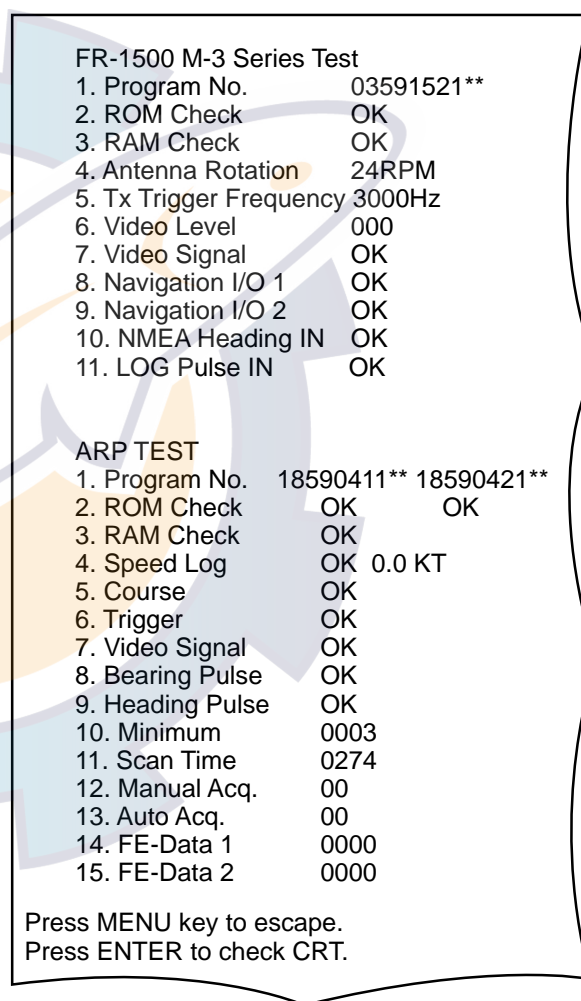 FR-1500 M-3 Series Test
1. Program No. 03591521**
2. ROM Check OK
3. RAM Check OK
4. Antenna Rotation 24RPM
5. Tx Trigger Frequency 3000Hz
6. Video Level 000
7. Video Signal OK
8. Navigation I/O 1 OK
9. Navigation I/O 2 OK
10. NMEA Heading IN OK
11. LOG Pulse IN OK
ARP TEST
1. Program No. 18590411** 18590421**
2. ROM Check OK OK
3. RAM Check OK
4. Speed Log OK 0.0 KT
5. Course OK
6. Trigger OK
7. Video Signal OK
8. Bearing Pulse OK
9. Heading Pulse OK
10. Minimum 0003
11. Scan Time 0274
12. Manual Acq. 00
13. Auto Acq. 00
14. FE-Data 1 0000
15. FE-Data 2 0000
Press MENU key to escape.
Press ENTER to check CRT.